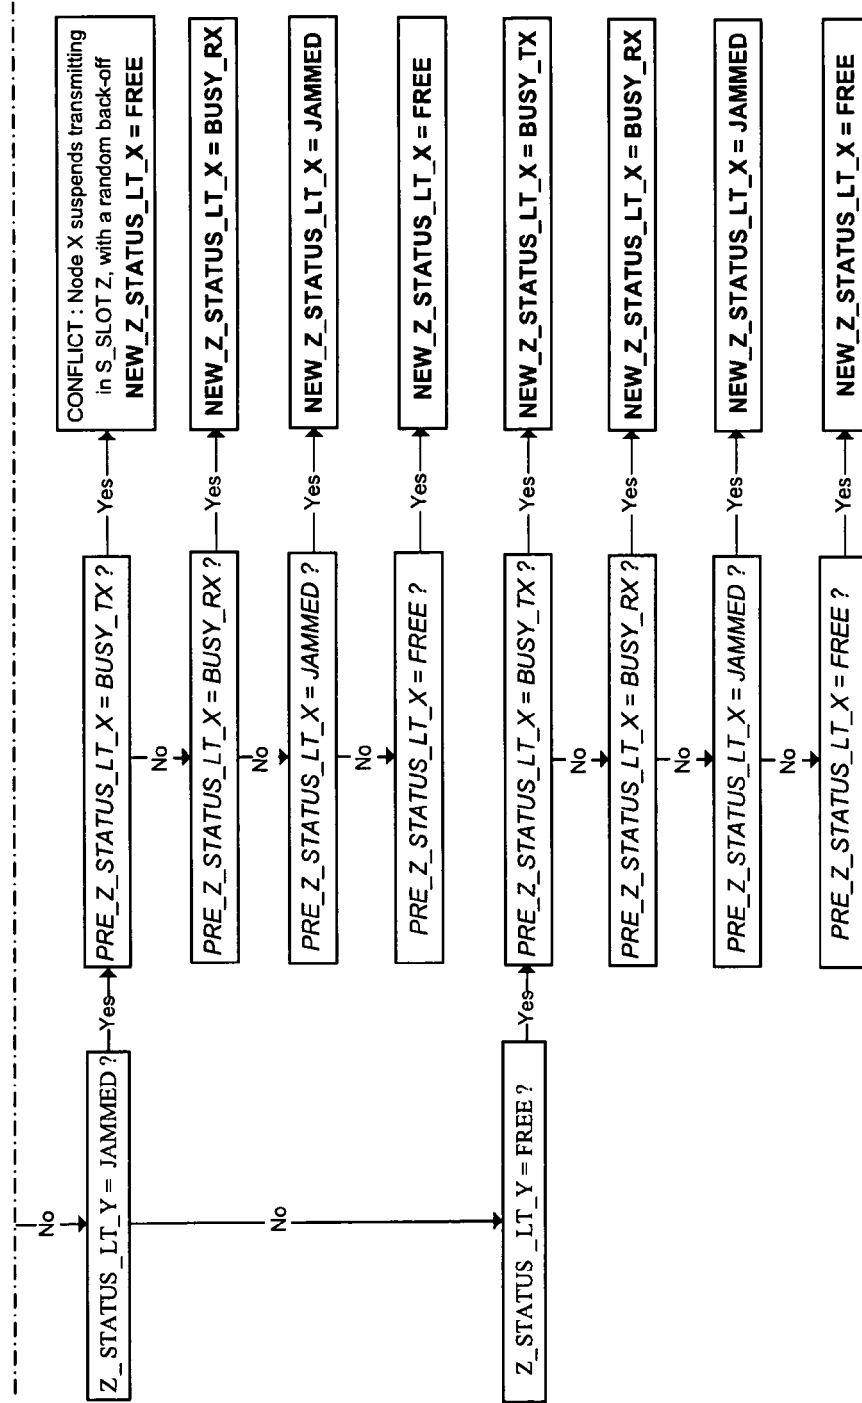 No
Z_STATUS_LT_Y = JAMMED ?
Yes
PRE_Z_STATUS_LT_X = BUSY_TX ?
Yes
CONFLICT : Node X suspends transmitting
in S_SLOT Z, with a random back-off
NEW_Z_STATUS_LT_X = FREE
No
PRE_Z_STATUS_LT_X = BUSY_RX ?
Yes
NEW_Z_STATUS_LT_X = BUSY_RX
No
PRE_Z_STATUS_LT_X = JAMMED ?
Yes
NEW_Z_STATUS_LT_X = JAMMED
No
PRE_Z_STATUS_LT_X = FREE ?
Yes
NEW_Z_STATUS_LT_X = FREE
No
Z_STATUS_LT_Y = FREE ?
Yes
PRE_Z_STATUS_LT_X = BUSY_TX ?
Yes
NEW_Z_STATUS_LT_X = BUSY_TX
No
PRE_Z_STATUS_LT_X = BUSY_RX ?
Yes
NEW_Z_STATUS_LT_X = BUSY_RX
No
PRE_Z_STATUS_LT_X = JAMMED ?
Yes
NEW_Z_STATUS_LT_X = JAMMED
No
PRE_Z_STATUS_LT_X = FREE ?
Yes
NEW_Z_STATUS_LT_X = FREE